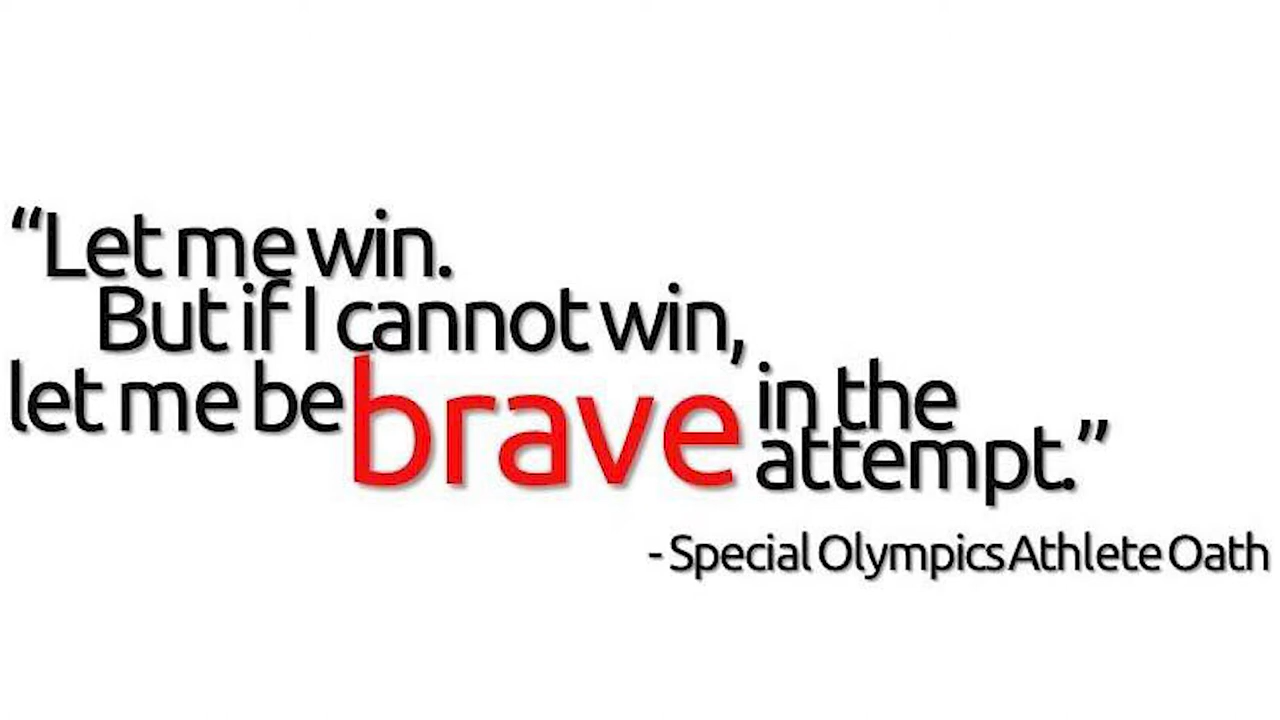 “Let me win.
But if I cannot win,
let me be brave in the
attempt.”
- Special Olympics Athlete Oath